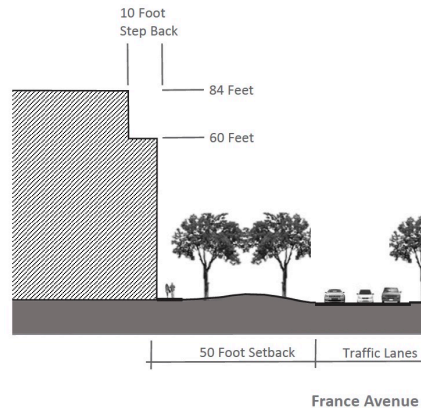 10 Foot
Step Back
84 Feet
60 Feet
50 Foot Setback
Traffic Lanes
France Avenue